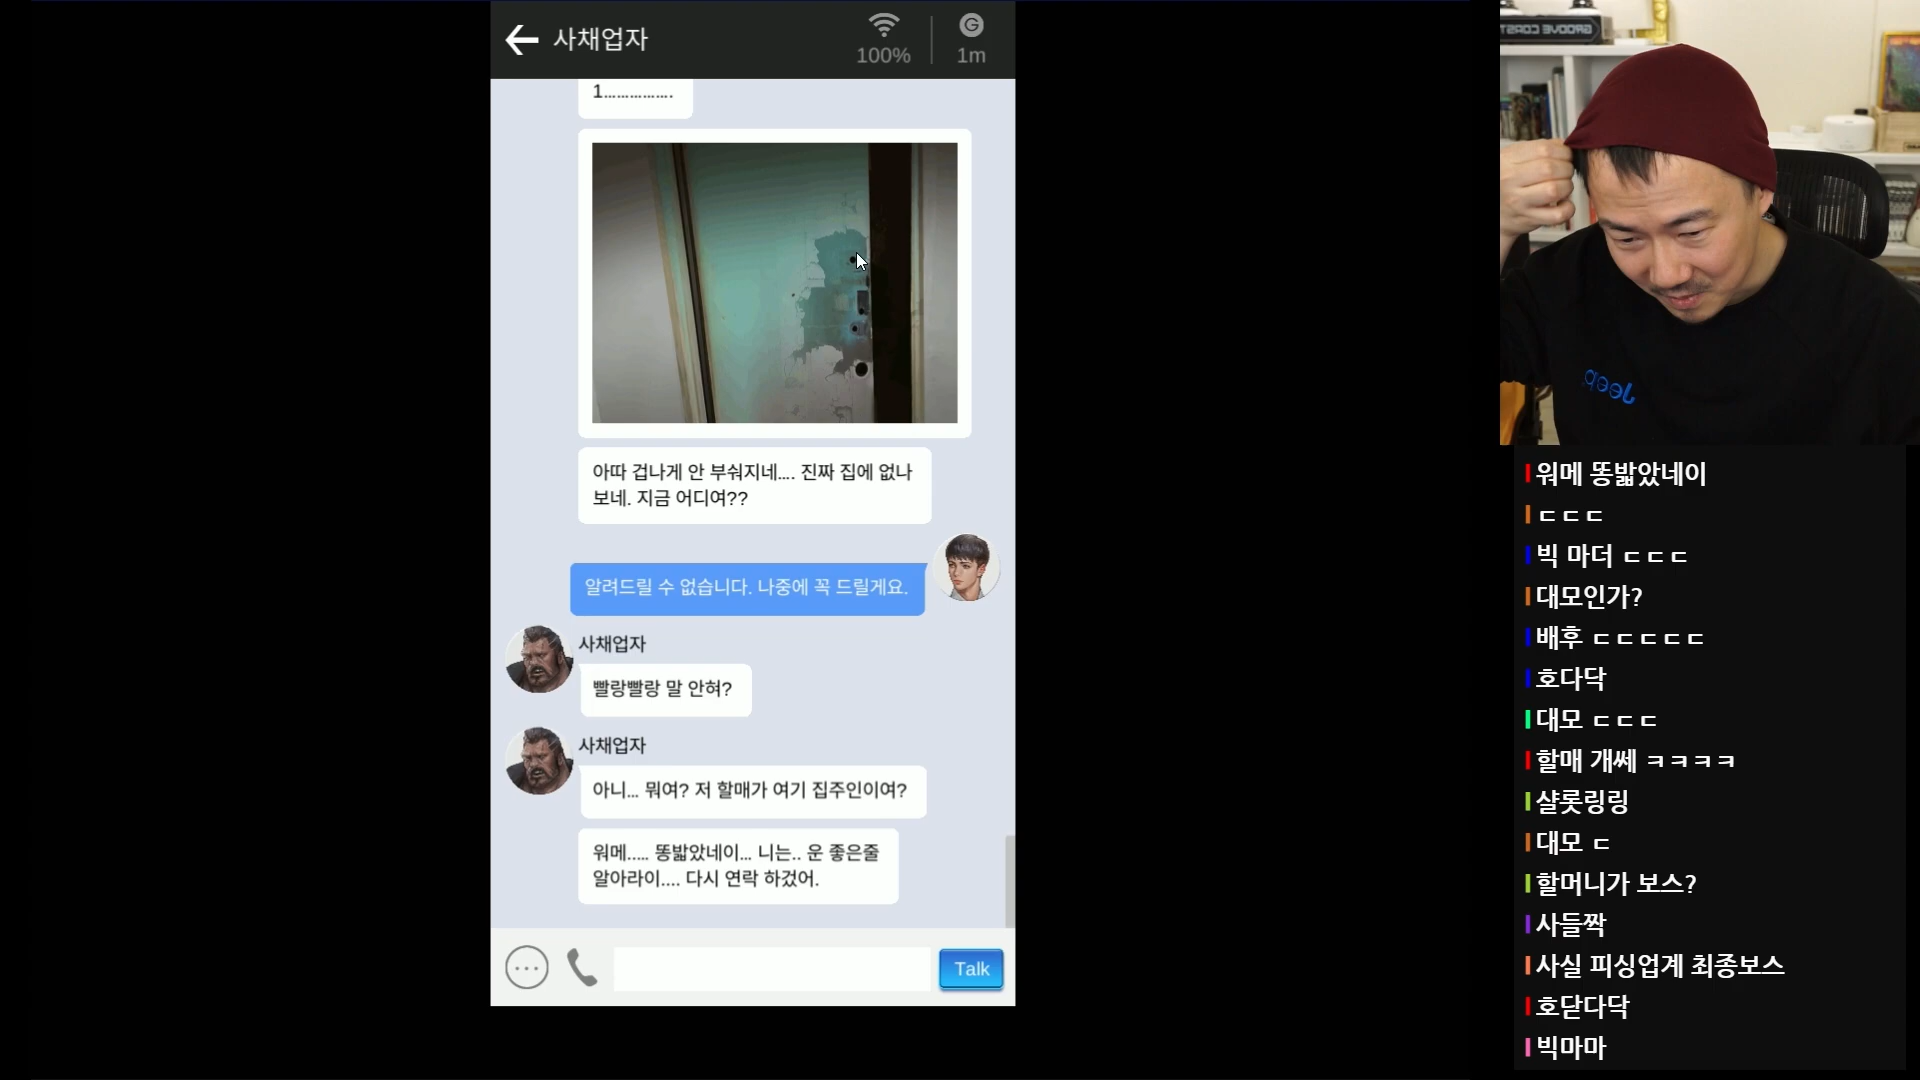 사채업자
100%
1m
1...............
아따 겁나게 안 부숴지네.... 진짜 집에 없나
보네. 지금 어디여??
알려드릴 수 없습니다. 나중에 꼭 드릴게요.
사채업자
빨랑빨랑 말 안혀?
사채업자
아니... 뭐여? 저 할매가 여기 집주인이여?
워메..... 똥밟았네이... 니는.. 운 좋은줄
알아라이.... 다시 연락 하겄어.
Talk
GROOVE COAST
Jeep
워메 똥밟았네이
ㄷㄷㄷ
빅 마더 ㄷㄷㄷ
대모인가?
배후 ㄷㄷㄷㄷㄷ
호다닥
대모 ㄷㄷㄷ
할매 개쎄 ㅋㅋㅋㅋ
샬롯링링
대모 ㄷ
할머니가 보스?
사들짝
사실 피싱업계 최종보스
호닫다닥
빅마마